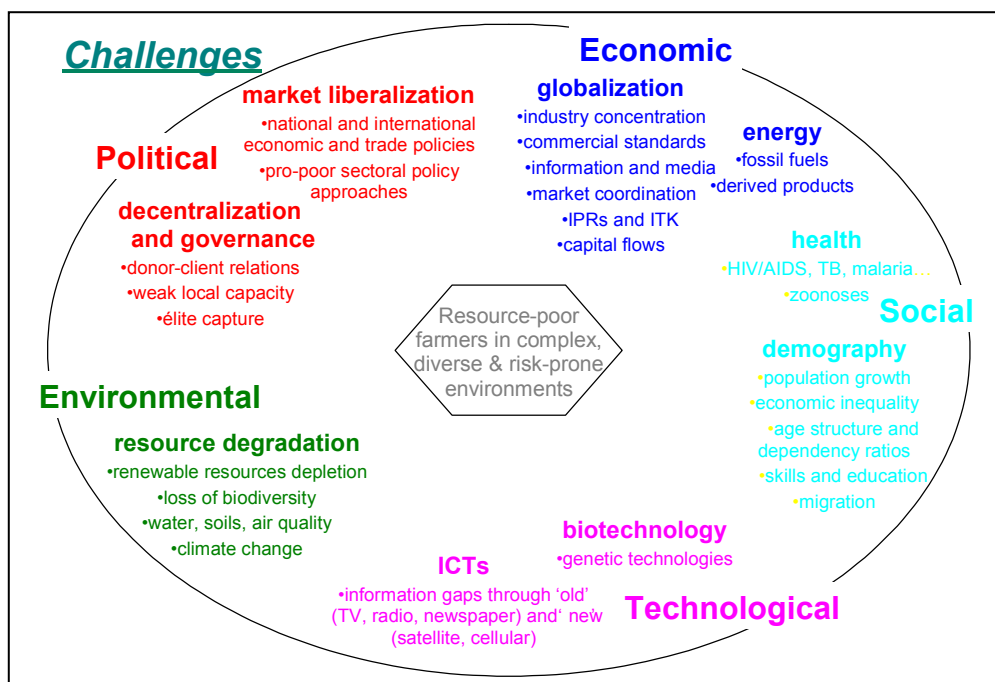 Challenges
Economic
market liberalization
•national and international
economic and trade policies
•pro-poor sectoral policy
approaches
Political
decentralization
and governance
•donor-client relations
•weak local capacity
•élite capture
globalization
•industry concentration
•commercial standards
•information and media
•market coordination
•IPRs and ITK
•capital flows
energy
•fossil fuels
•derived products
health
•HIV/AIDS, TB, malaria…
•zoonoses
Social
demography
•population growth
•economic inequality
•age structure and
dependency ratios
•skills and education
•migration
Resource-poor
farmers in complex,
diverse & risk-prone
environments
Environmental
resource degradation
•renewable resources depletion
•loss of biodiversity
•water, soils, air quality
•climate change
biotechnology
•genetic technologies
ICTs
•information gaps through ‘old’
(TV, radio, newspaper) and‘ new’
(satellite, cellular)
Technological